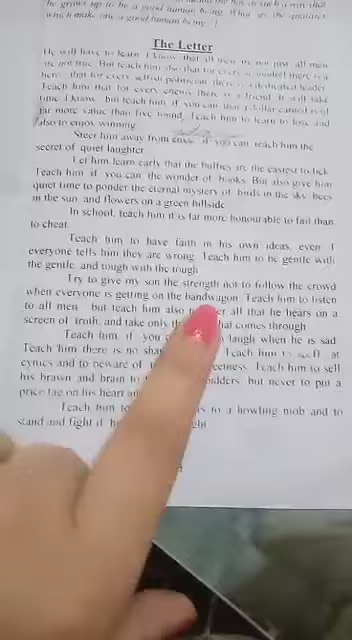 he grows up to be a good human being. What are the qualities
which make one a good human being?]
The Letter
He will have to learn I know that all men are not just all men
are not true. But teach him also that for every scoundrel there is a
hero that for every selfish politician there is a dedicated leader
Teach him that for every enemy there is a friend It will take
time I know but teach him if you can that a dollar earned is of
far more value than five found. Teach him to learn to lose and
also to enjoy winning
Steer him away from envy if you can teach him the
secret of quiet laughter
Let him learn early that the bullies are the easiest to lick
Teach him if you can the wonder of books. But also give him
quiet time to ponder the eternal mystery of birds in the sky bees
in the sun and flowers on a green hillside
In school, teach him it is far more honourable to fail than
to cheat
Teach him to have faith in his own ideas, even if
everyone tells him they are wrong. Teach him to be gentle with
the gentle, and tough with the tough
Try to give my son the strength not to follow the crowd
when everyone is getting on the bandwagon. Teach him to listen
to all men but teach him also to all that he hears on a
screen of truth, and take only that comes through
Teach him, if you laugh when he is sad
Teach him there is no Teach him to scoff at
cynics and to beware of Teach him to sell
his brawn and brain to bidders but never to put a
price tag on his heart
Teach him to to a howling mob and to
stand and fight if